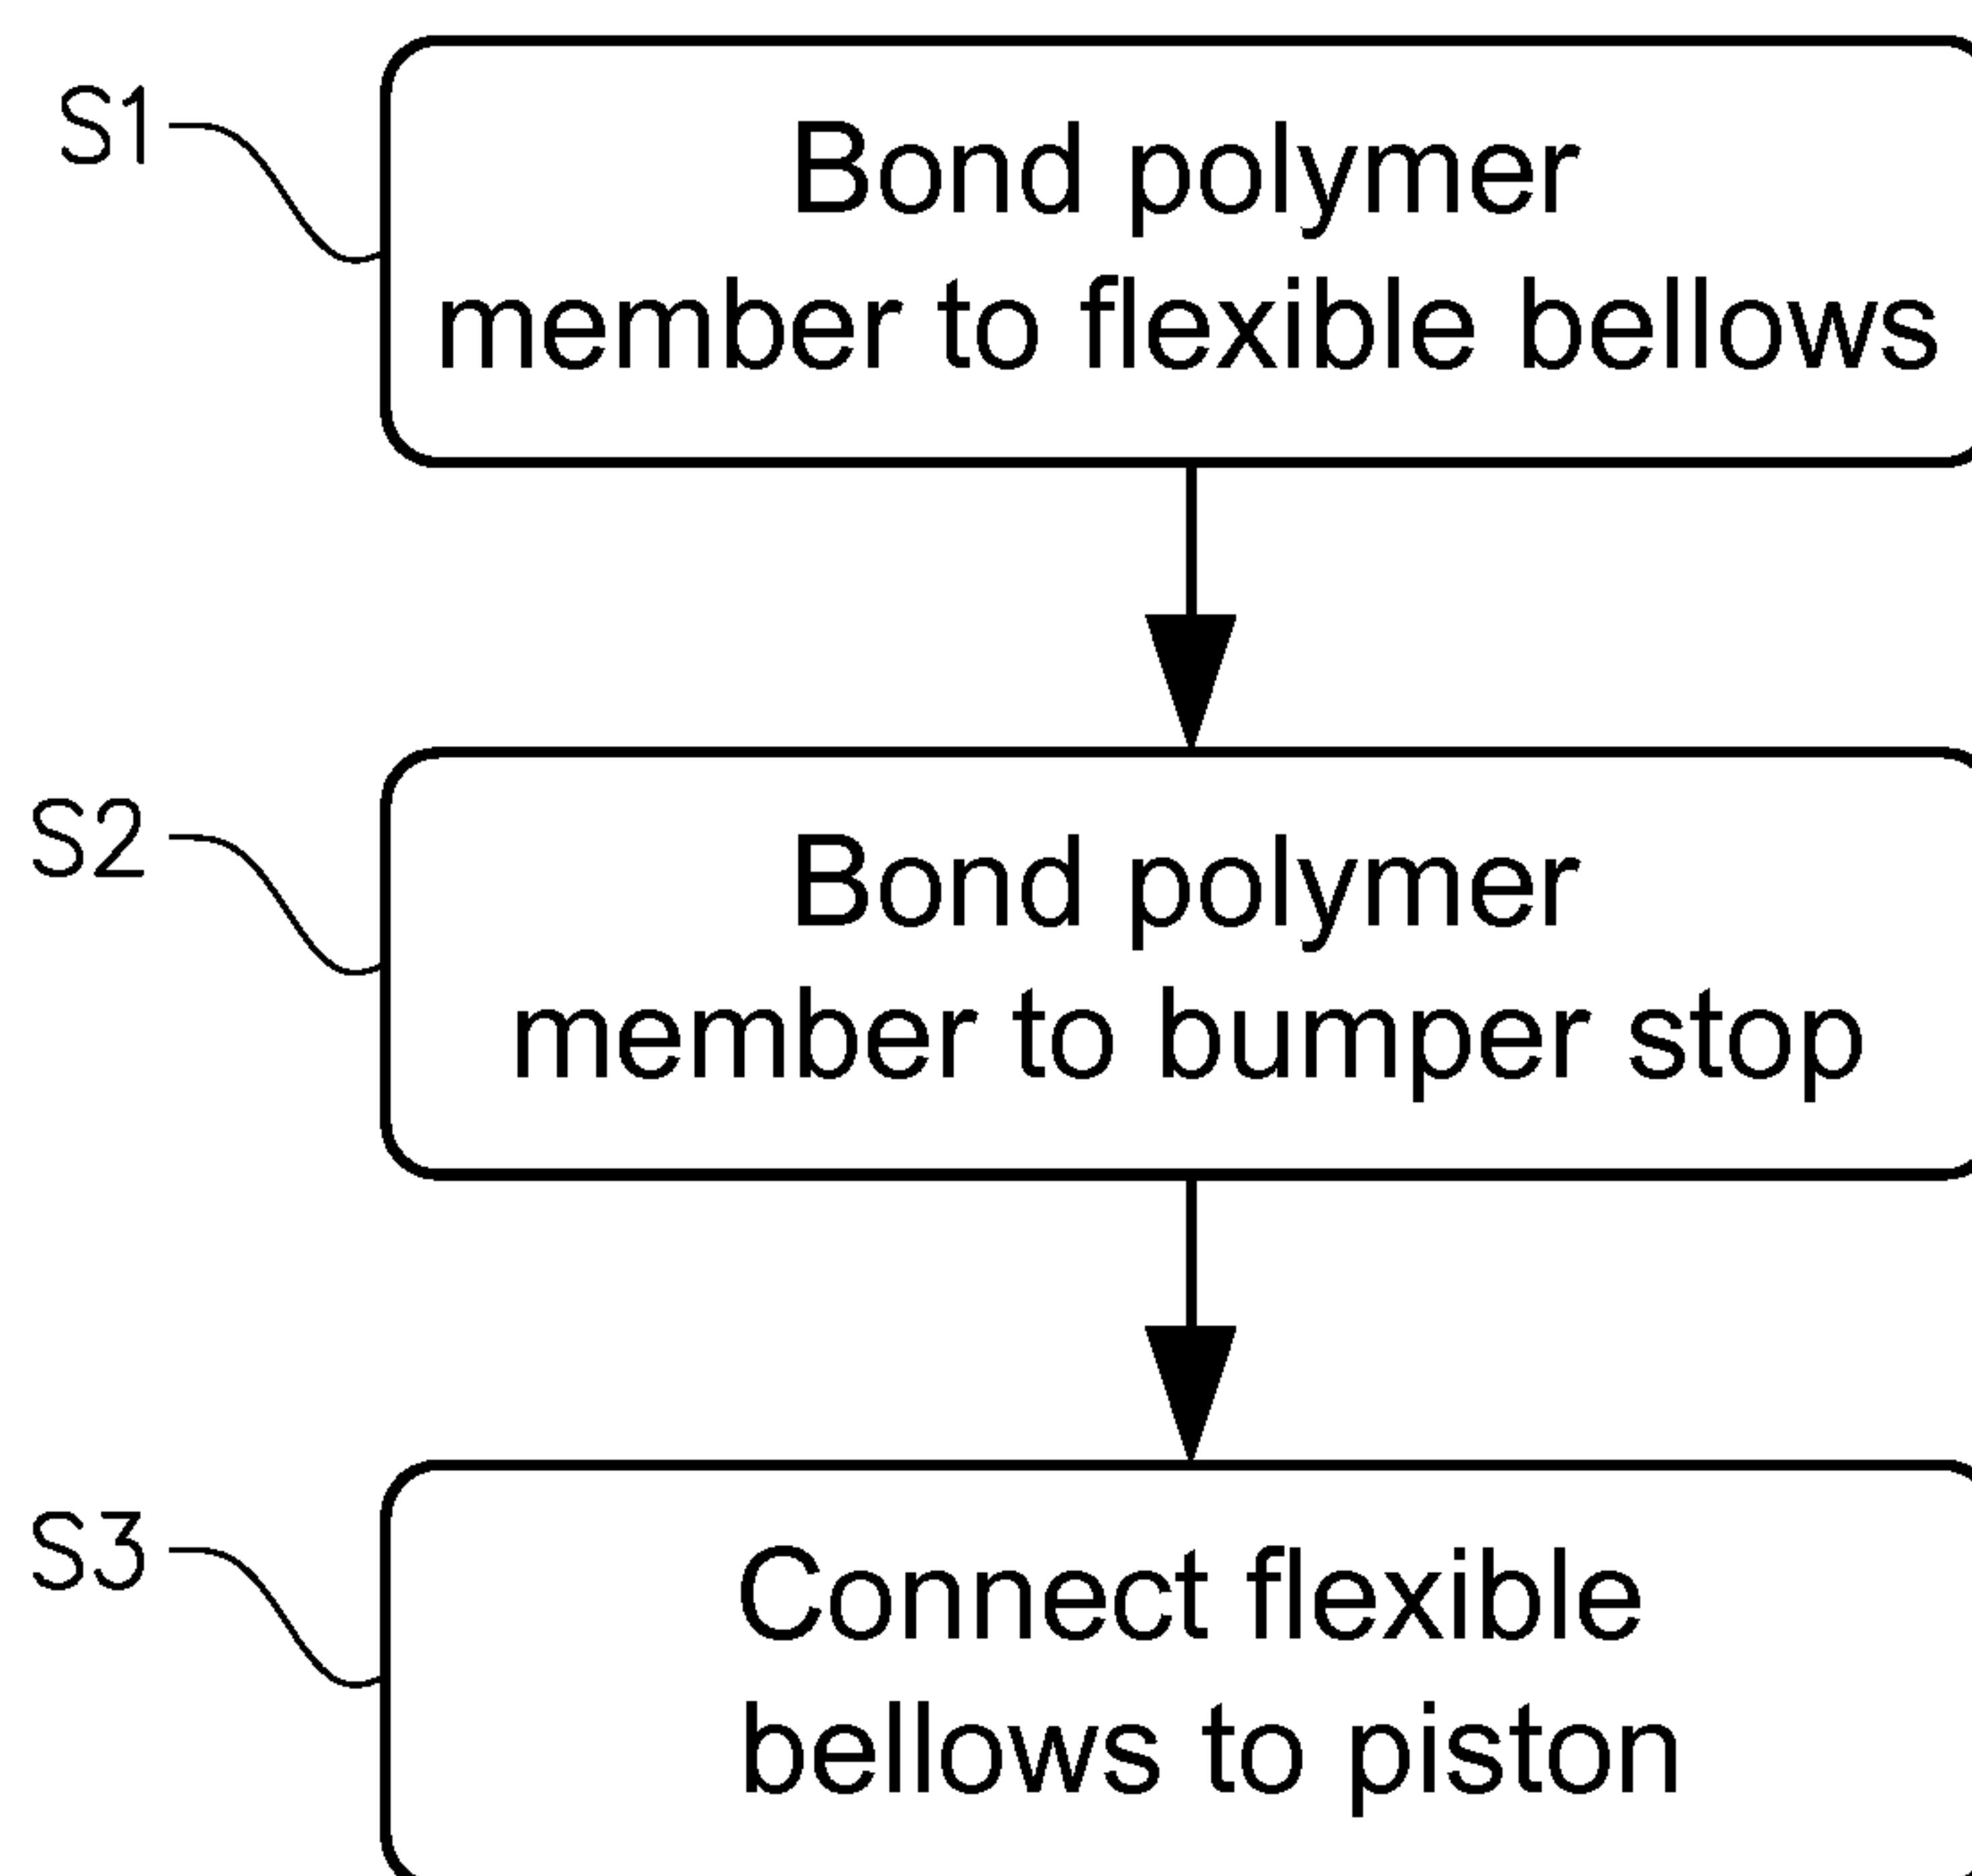 S1
Bond polymer
member to flexible bellows
S2
Bond polymer
member to bumper stop
S3
Connect flexible
bellows to piston